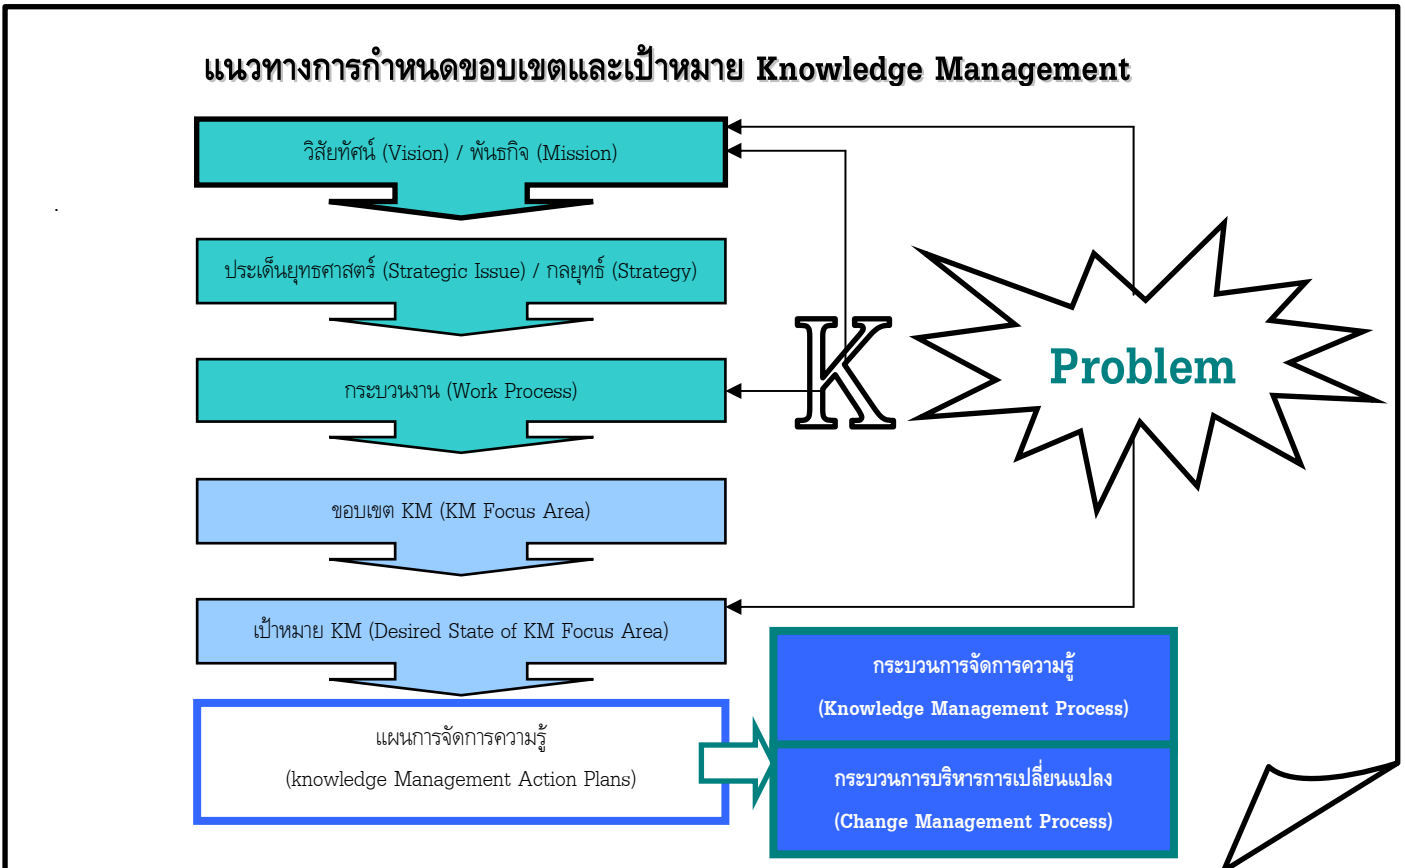 แนวทางการกำหนดขอบเขตและเป้าหมาย Knowledge Management
วิสัยทัศน์ (Vision) / พันธกิจ (Mission)
ประเด็นยุทธศาสตร์ (Strategic Issue) / กลยุทธ์ (Strategy)
กระบวนงาน (Work Process)
K
Problem
ขอบเขต KM (KM Focus Area)
เป้าหมาย KM (Desired State of KM Focus Area)
แผนการจัดการความรู้
(knowledge Management Action Plans)
กระบวนการจัดการความรู้
(Knowledge Management Process)
กระบวนการบริหารการเปลี่ยนแปลง
(Change Management Process)